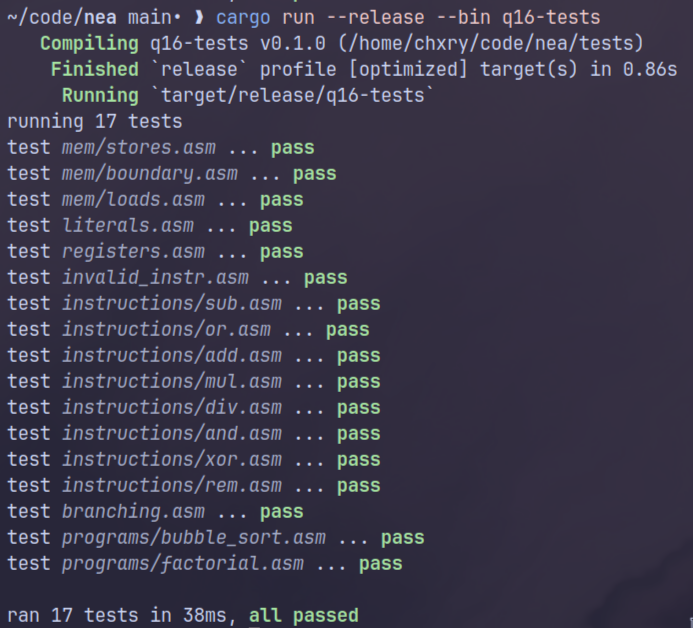 ~/code/nea main• ❱ cargo run --release --bin q16-tests
Compiling q16-tests v0.1.0 (/home/chxry/code/nea/tests)
Finished `release` profile [optimized] target(s) in 0.86s
Running `target/release/q16-tests`
running 17 tests
test mem/stores.asm ... pass
test mem/boundary.asm ... pass
test mem/loads.asm ... pass
test literals.asm ... pass
test registers.asm ... pass
test invalid_instr.asm ... pass
test instructions/sub.asm ... pass
test instructions/or.asm ... pass
test instructions/add.asm ... pass
test instructions/mul.asm ... pass
test instructions/div.asm ... pass
test instructions/and.asm ... pass
test instructions/xor.asm ... pass
test instructions/rem.asm ... pass
test branching.asm ... pass
test programs/bubble_sort.asm ... pass
test programs/factorial.asm ... pass
ran 17 tests in 38ms, all passed